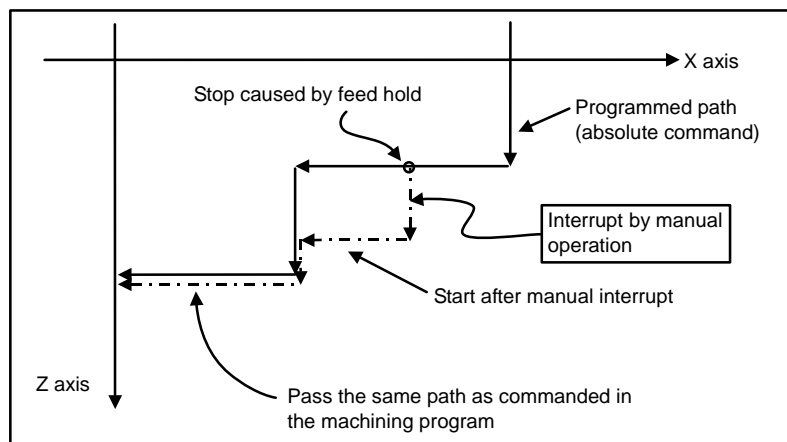 X axis
Stop caused by feed hold
Programmed path
(absolute command)
Interrupt by manual
operation
Start after manual interrupt
Z axis
Pass the same path as commanded in
the machining program